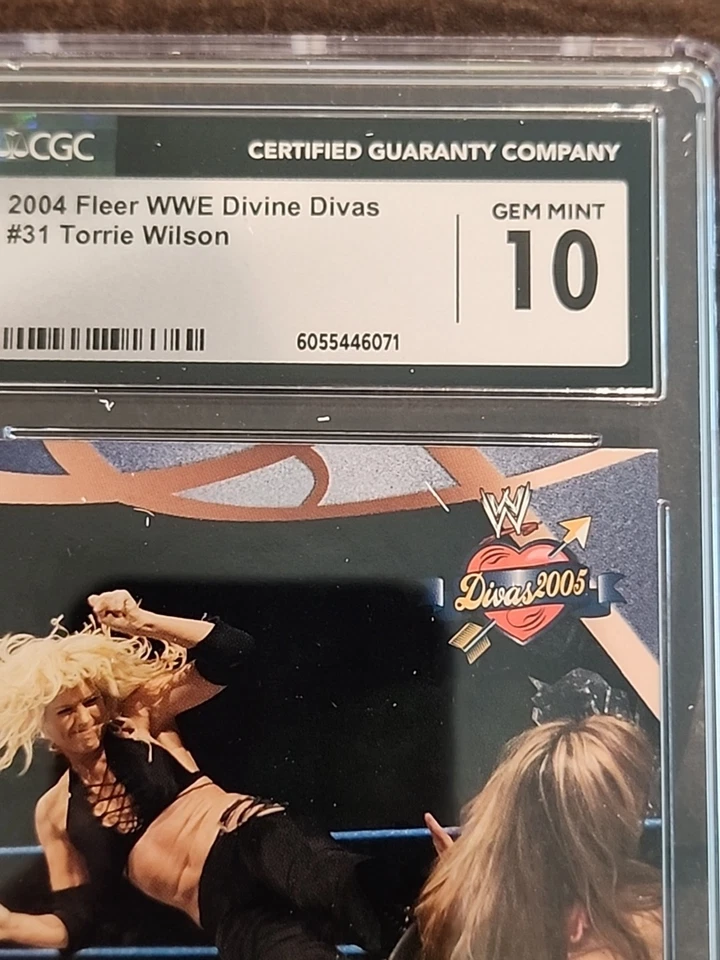 CGC
CERTIFIED GUARANTY COMPANY
2004 Fleer WWE Divine Divas
#31 Torrie Wilson
GEM MINT
10
6055446071
W
Divas2005